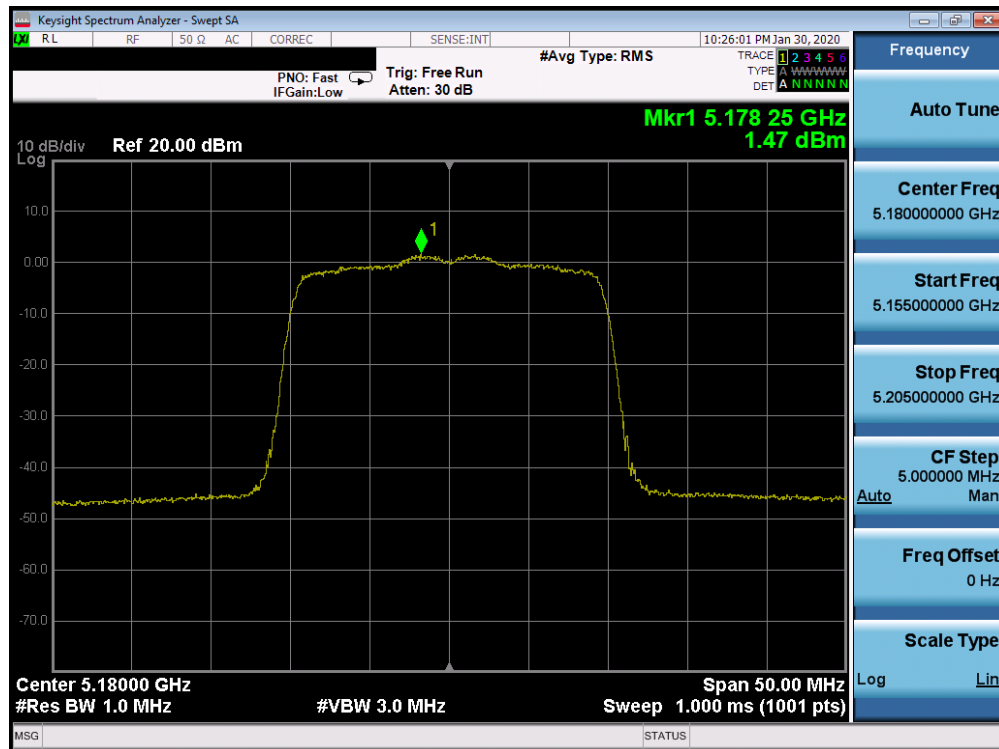 Keysight Spectrum Analyzer - Swept SA
LXI RL RF 50 Ω AC CORREC SENSE:INT 10:26:01 PM Jan 30, 2020
#Avg Type: RMS TRACE 1 2 3 4 5 6
PNO: Fast Trig: Free Run TYPE A WWWWW
IFGain:Low Atten: 30 dB DET A N N N N N
Mkr1 5.178 25 GHz
1.47 dBm
10 dB/div Ref 20.00 dBm
Log
1
10.0
0.00
-10.0
-20.0
-30.0
-40.0
-50.0
-60.0
-70.0
Center 5.18000 GHz Span 50.00 MHz
#Res BW 1.0 MHz #VBW 3.0 MHz Sweep 1.000 ms (1001 pts)
MSG STATUS
Frequency
Auto Tune
Center Freq
5.180000000 GHz
Start Freq
5.155000000 GHz
Stop Freq
5.205000000 GHz
CF Step
5.000000 MHz
Auto Man
Freq Offset
0 Hz
Scale Type
Log Lin